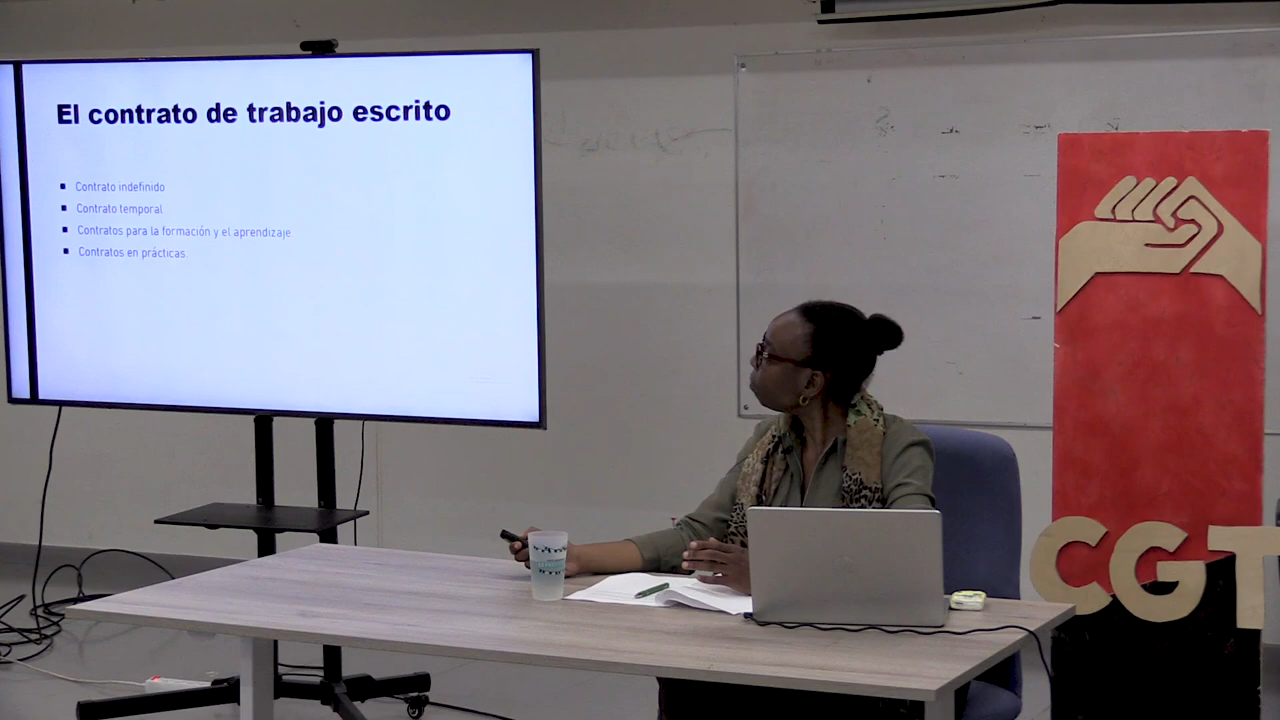 El contrato de trabajo escrito
Contrato indefinido
Contrato temporal
Contratos para la formación y el aprendizaje.
Contratos en prácticas.
CGT